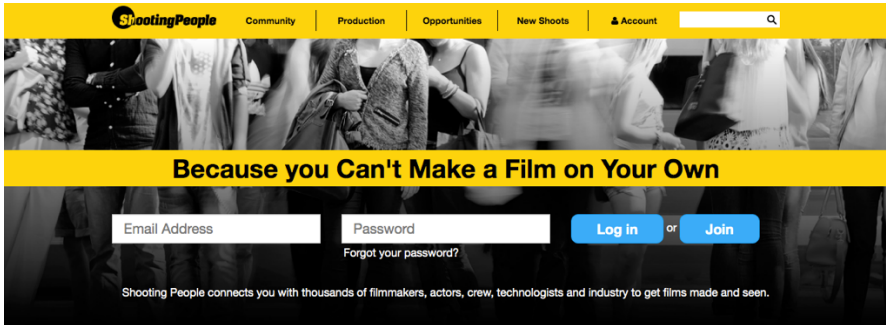 ShootingPeople
Community
Production
Opportunities
New Shoots
Account
Because you Can't Make a Film on Your Own
Email Address
Password
Log in
or
Join
Forgot your password?
Shooting People connects you with thousands of filmmakers, actors, crew, technologists and industry to get films made and seen.